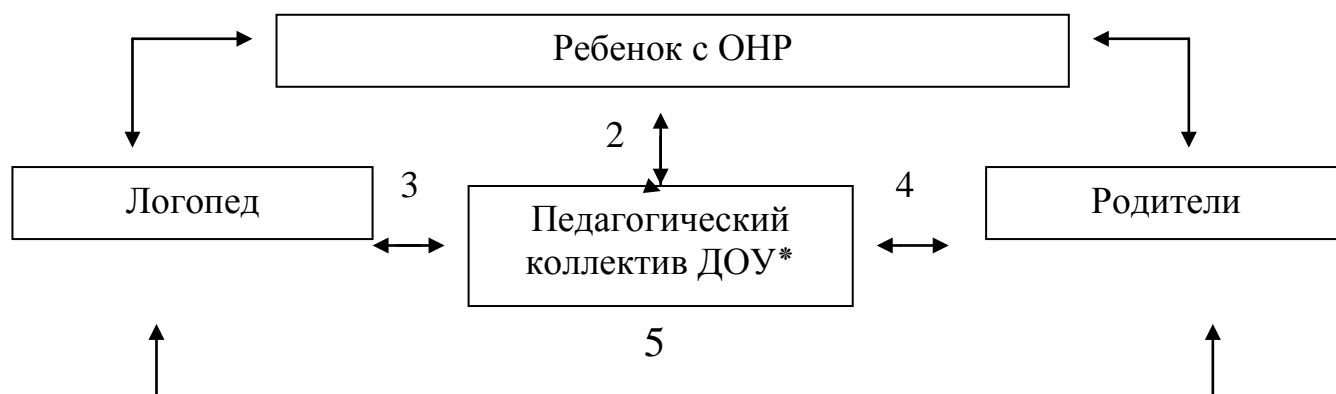 Ребенок с ОНР
2
Логопед
3
Педагогический
коллектив ДОУ*
4
Родители
5